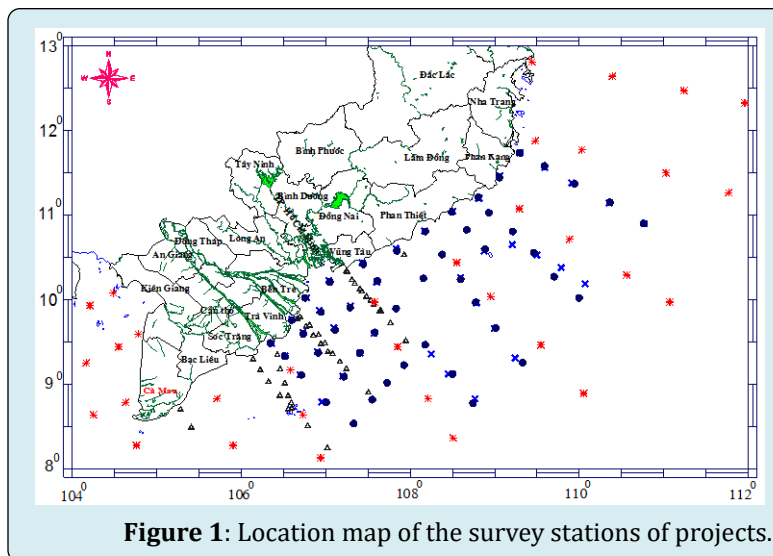 13⁰
N
W E
S
Đắc Lắc
Nha Trang
12⁰
Bình Phước
Tây Ninh
Lâm Đồng
Phan Rang
Bình Dương
11⁰
Đồng Nai
Phan Thiết
Đồng Tháp
Long An
Vũng Tàu
An Giang
Kiên Giang
Bến Tre
10⁰
Cần thơ
Trà Vinh
Sóc Trăng
Bạc Liêu
9⁰
Cà Mau
8⁰
104⁰ 106⁰ 108⁰ 110⁰ 112⁰
Figure 1: Location map of the survey stations of projects.